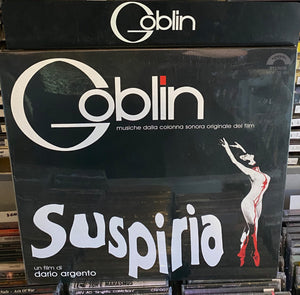 Goblin
Goblin
musiche dalla colonna sonora originale del film
Suspiria
un film di
dario argento